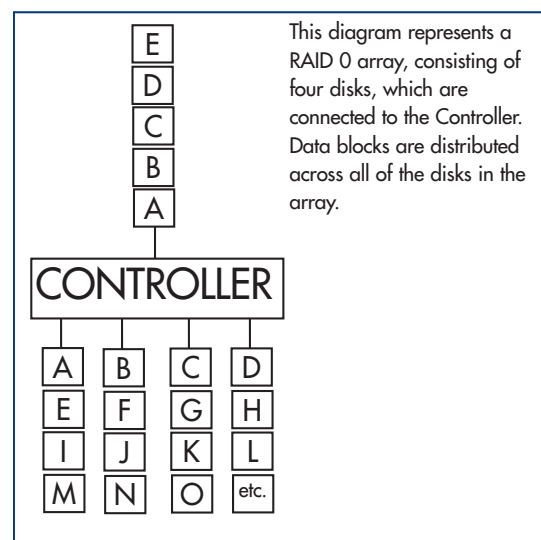 E
D
C
B
A
This diagram represents a
RAID 0 array, consisting of
four disks, which are
connected to the Controller.
Data blocks are distributed
across all of the disks in the
array.
CONTROLLER
A B C D
E F G H
I J K L
M N O etc.